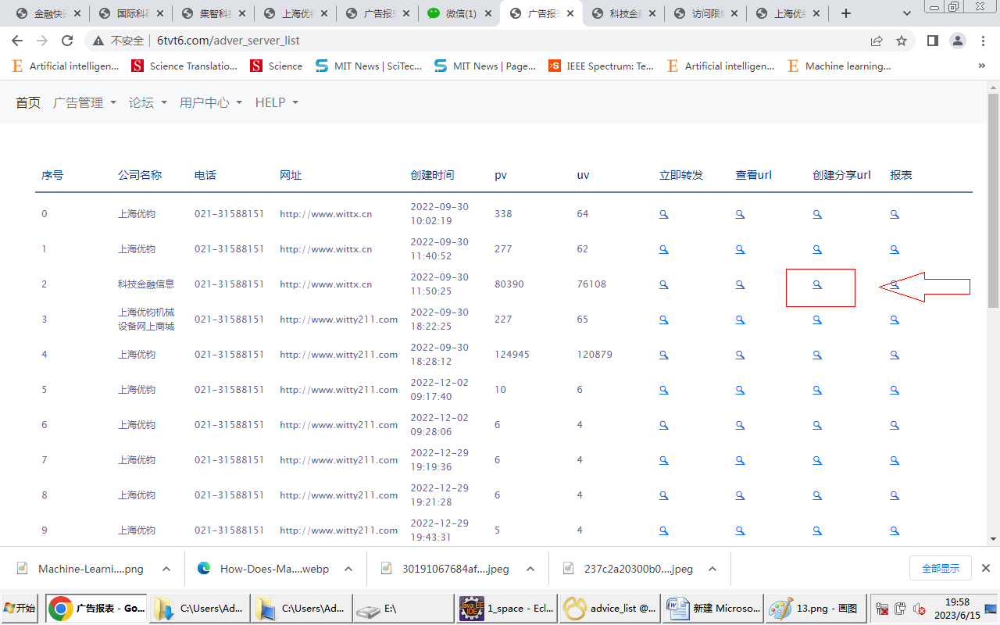 金融快讯
国际科研
集智科技
上海优钧
广告报表
微信(1)
广告报表
科技金融
访问限制
上海优钧
不安全 6tvt6.com/adver_server_list
Artificial intelligen... Science Translatio... Science MIT News | SciTec... MIT News | Page... IEEE Spectrum: Te... Artificial intelligen... Machine learning... »
首页 广告管理 论坛 用户中心 HELP
序号 公司名称 电话 网址 创建时间 pv uv 立即转发 查看url 创建分享url 报表
0 上海优钧 021-31588151 http://www.wittx.cn 2022-09-30 10:02:19 338 64
1 上海优钧 021-31588151 http://www.wittx.cn 2022-09-30 11:40:52 277 62
2 科技金融信息 021-31588151 http://www.wittx.cn 2022-09-30 11:50:25 80390 76108
3 上海优钧机械设备网上商城 021-31588151 http://www.witty211.com 2022-09-30 18:22:25 227 65
4 上海优钧 021-31588151 http://www.witty211.com 2022-09-30 18:28:12 124945 120879
5 上海优钧 021-31588151 http://www.witty211.com 2022-12-02 09:17:40 10 6
6 上海优钧 021-31588151 http://www.witty211.com 2022-12-02 09:28:06 6 4
7 上海优钧 021-31588151 http://www.witty211.com 2022-12-29 19:19:36 6 4
8 上海优钧 021-31588151 http://www.witty211.com 2022-12-29 19:21:28 6 4
9 上海优钧 021-31588151 http://www.witty211.com 2022-12-29 19:43:31 5 4
Machine-Learni....png How-Does-Ma....webp 30191067684af....jpeg 237c2a20300b0....jpeg 全部显示
开始 广告报表 - Go... C:\Users\Ad... C:\Users\Ad... E:\ 1_space - Ecl... advice_list @... 新建 Microso... 13.png - 画图 19:58
2023/6/15